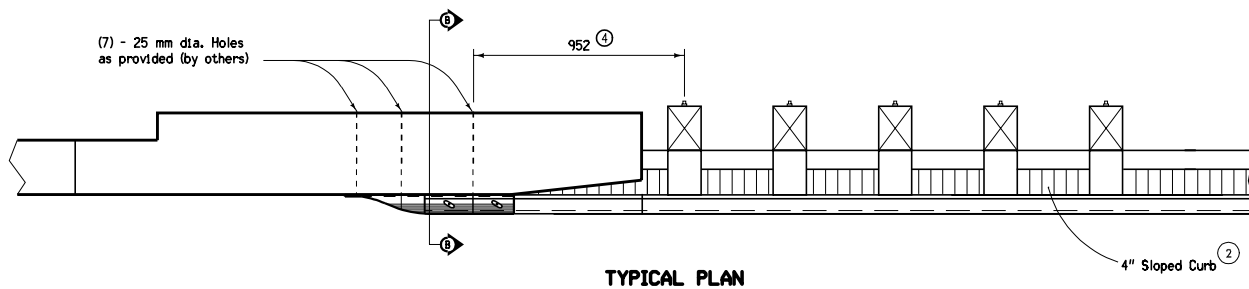 B
(7) - 25 mm dia. Holes
as provided (by others)
952 4
B
4" Sloped Curb 2
TYPICAL PLAN